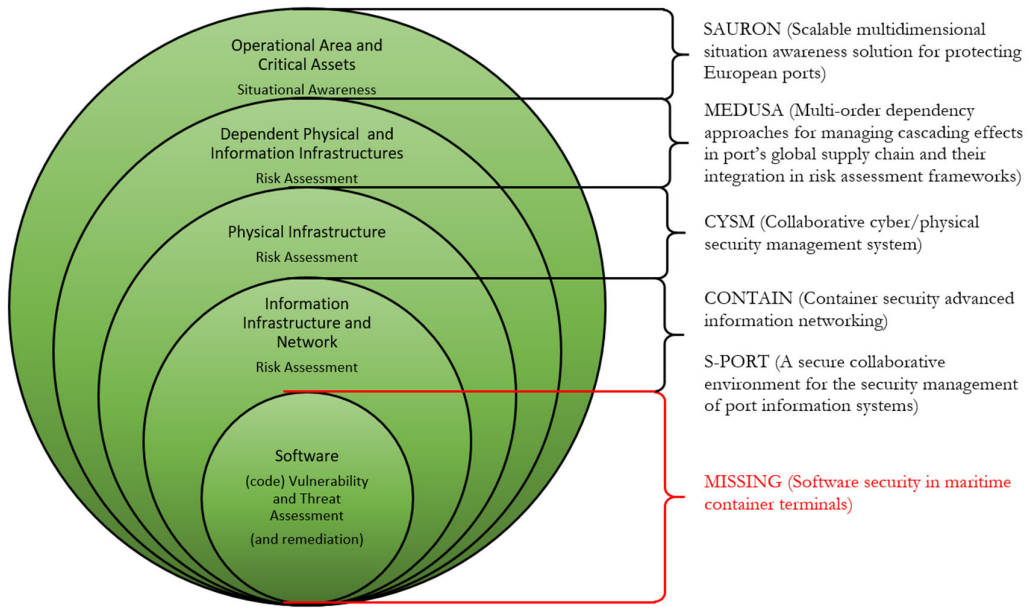 Operational Area and
Critical Assets
Situational Awareness
Dependent Physical and
Information Infrastructures
Risk Assessment
Physical Infrastructure
Risk Assessment
Information
Infrastructure and
Network
Risk Assessment
Software
(code) Vulnerability
and Threat
Assessment
(and remediation)
SAURON (Scalable multidimensional
situation awareness solution for protecting
European ports)
MEDUSA (Multi-order dependency
approaches for managing cascading effects
in port’s global supply chain and their
integration in risk assessment frameworks)
CYSM (Collaborative cyber/physical
security management system)
CONTAIN (Container security advanced
information networking)
S-PORT (A secure collaborative
environment for the security management
of port information systems)
MISSING (Software security in maritime
container terminals)